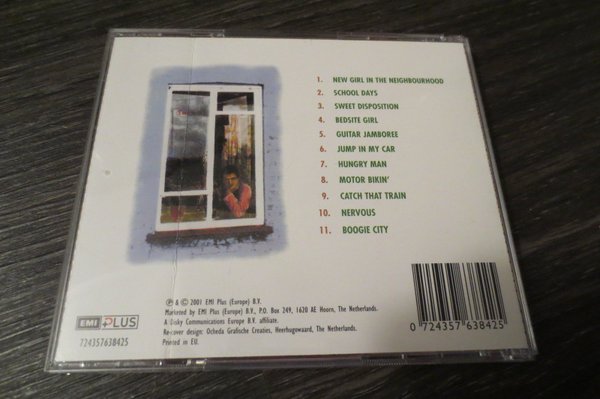 1. NEW GIRL IN THE NEIGHBOURHOOD
2. SCHOOL DAYS
3. SWEET DISPOSITION
4. BEDSITE GIRL
5. GUITAR JAMBOREE
6. JUMP IN MY CAR
7. HUNGRY MAN
8. MOTOR BIKIN'
9. CATCH THAT TRAIN
10. NERVOUS
11. BOOGIE CITY
℗ & © 2001 EMI Plus (Europe) B.V.
Marketed by EMI Plus (Europe) B.V., P.O. Box 249, 1620 AE Hoorn, The Netherlands.
A Disky Communications Europe B.V. affiliate.
Re-cover design: Ocheda Grafische Creaties, Heerhugowaard, The Netherlands.
Printed in EU.
EMI PLUS
724357638425
0 724357 638425